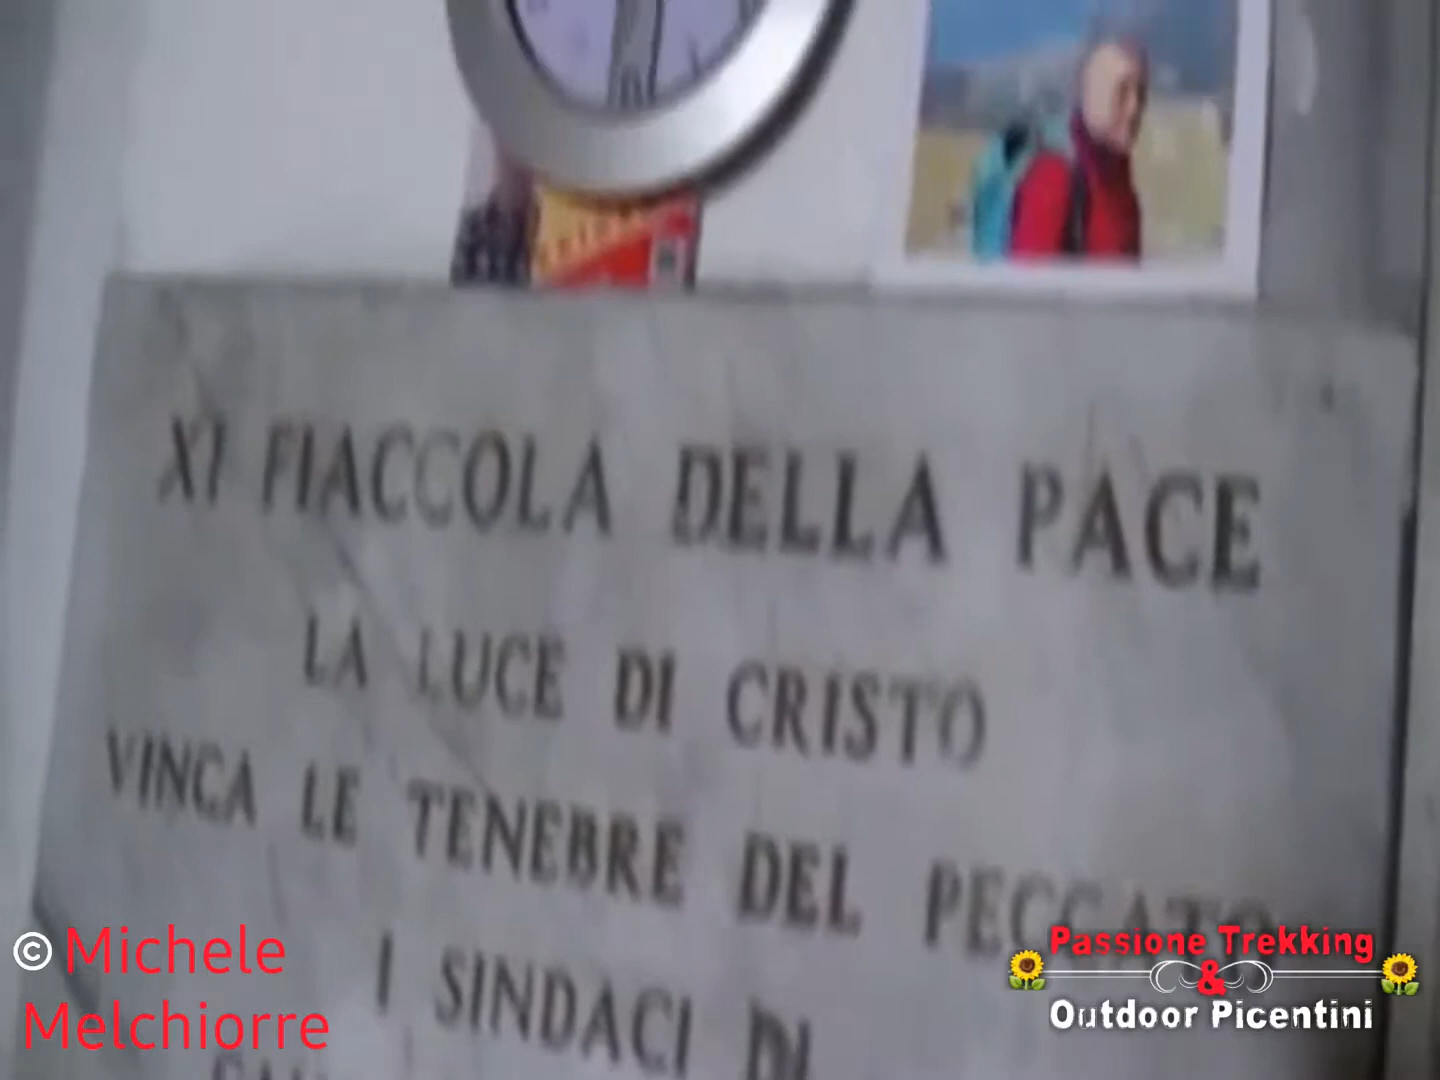 XI FIACCOLA DELLA PACE
LA LUCE DI CRISTO
VINCA LE TENEBRE DEL PECCATO
I SINDACI DI
© Michele
Melchiorre
Passione Trekking
&
Outdoor Picentini